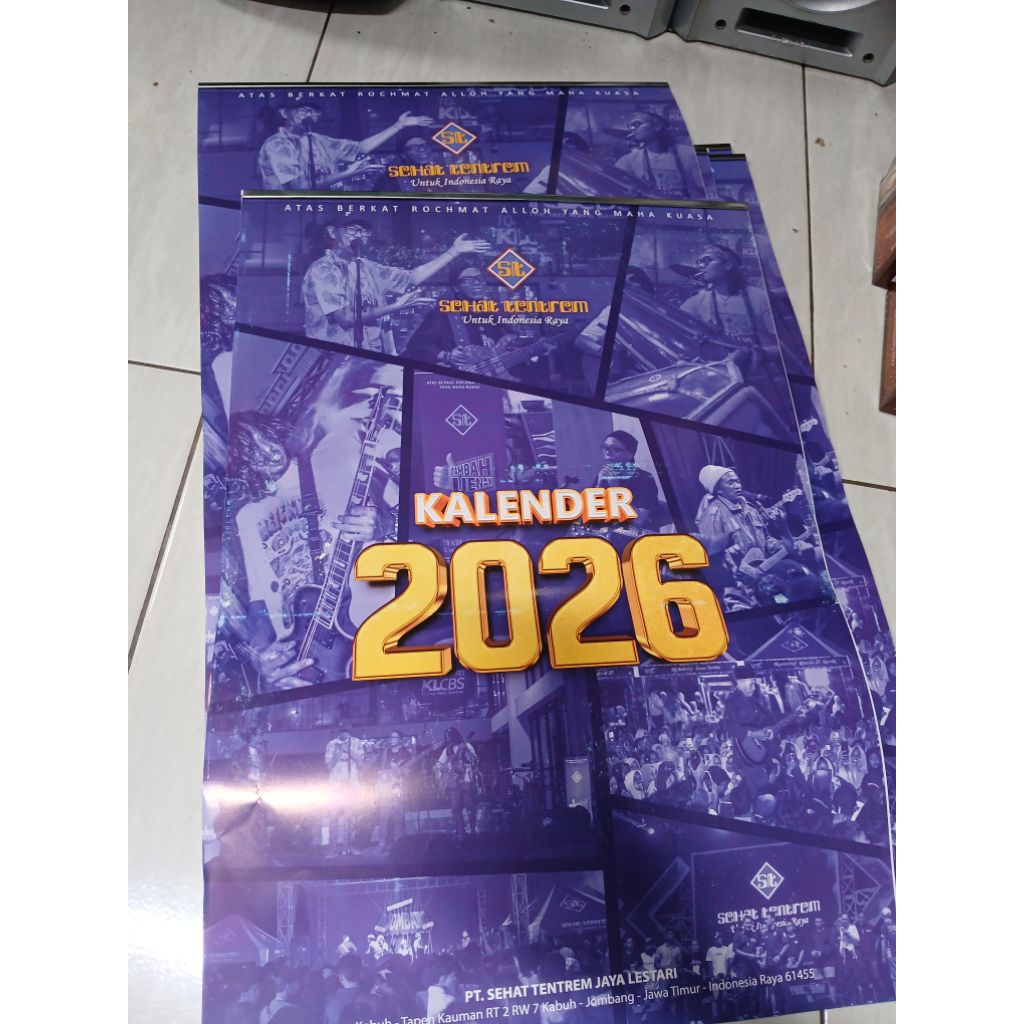 ATAS BERKAT ROCHMAT ALLOH YANG MAHA KUASA
St
SEHAT TENTREM
Untuk Indonesia Raya
ATAS BERKAT ROCHMAT ALLOH YANG MAHA KUASA
St
SEHAT TENTREM
Untuk Indonesia Raya
St
KALENDER
2026
KLCBS
St
SEHAT TENTREM
PT. SEHAT TENTREM JAYA LESTARI
Kabuh - Tapen Kauman RT 2 RW 7 Kabuh - Jombang - Jawa Timur - Indonesia Raya 61455